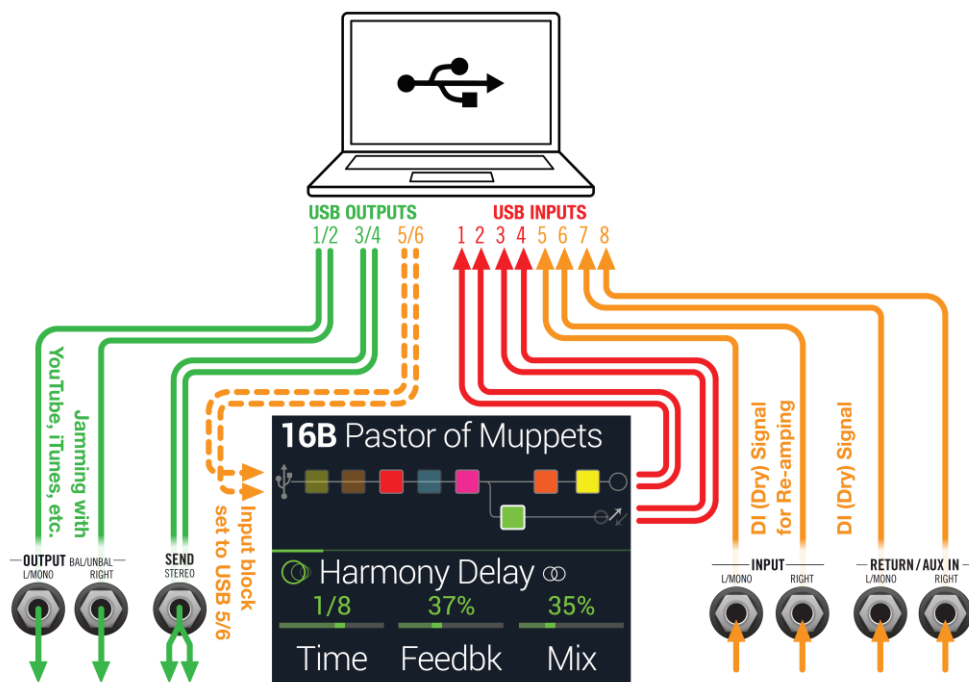 USB OUTPUTS
1/2 3/4 5/6
USB INPUTS
1 2 3 4 5 6 7 8
Jamming with
YouTube, iTunes, etc.
Input block
set to USB 5/6
16B Pastor of Muppets
Harmony Delay
1/8 37% 35%
Time Feedbk Mix
DI (Dry) Signal
for Re-amping
DI (Dry) Signal
OUTPUT BAL/UNBAL
L/MONO RIGHT
SEND
STEREO
INPUT
L/MONO RIGHT
RETURN / AUX IN
L/MONO RIGHT